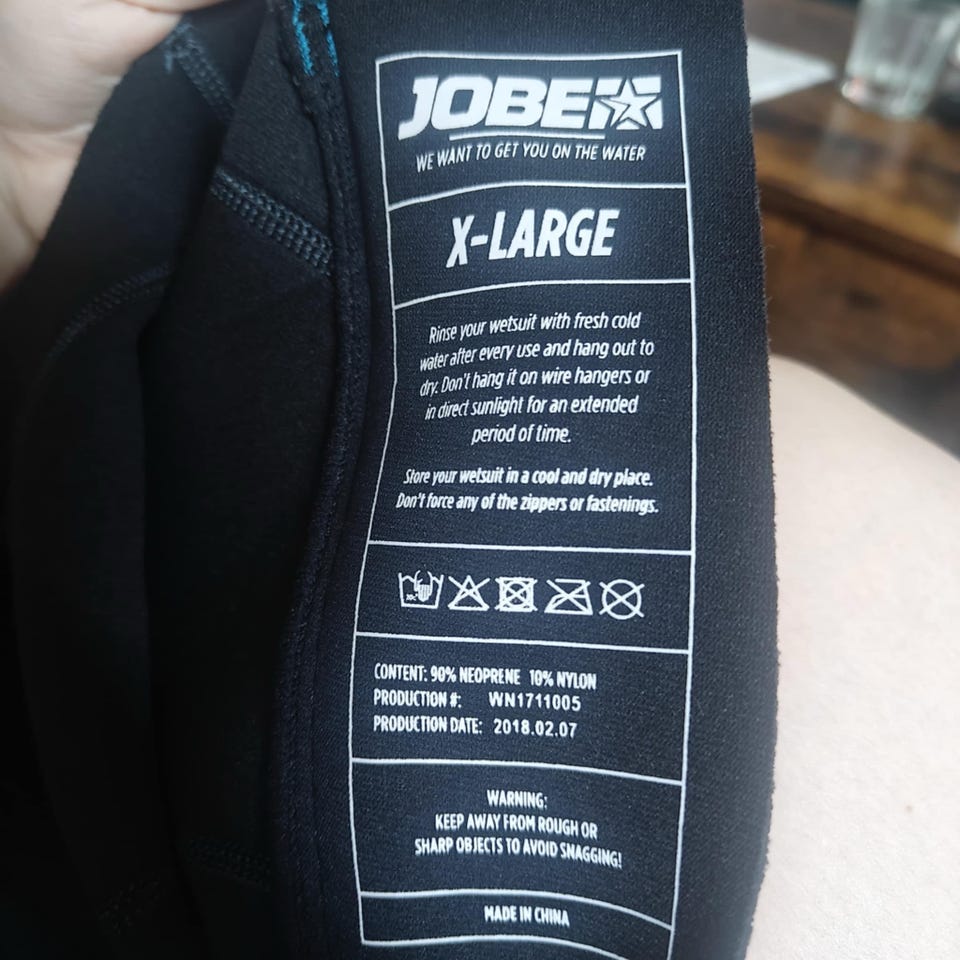 JOBE
WE WANT TO GET YOU ON THE WATER
X-LARGE
Rinse your wetsuit with fresh cold
water after every use and hang out to
dry. Don't hang it on wire hangers or
in direct sunlight for an extended
period of time.
Store your wetsuit in a cool and dry place.
Don't force any of the zippers or fastenings.
CONTENT: 90% NEOPRENE 10% NYLON
PRODUCTION #: WN1711005
PRODUCTION DATE: 2018.02.07
WARNING:
KEEP AWAY FROM ROUGH OR
SHARP OBJECTS TO AVOID SNAGGING!
MADE IN CHINA